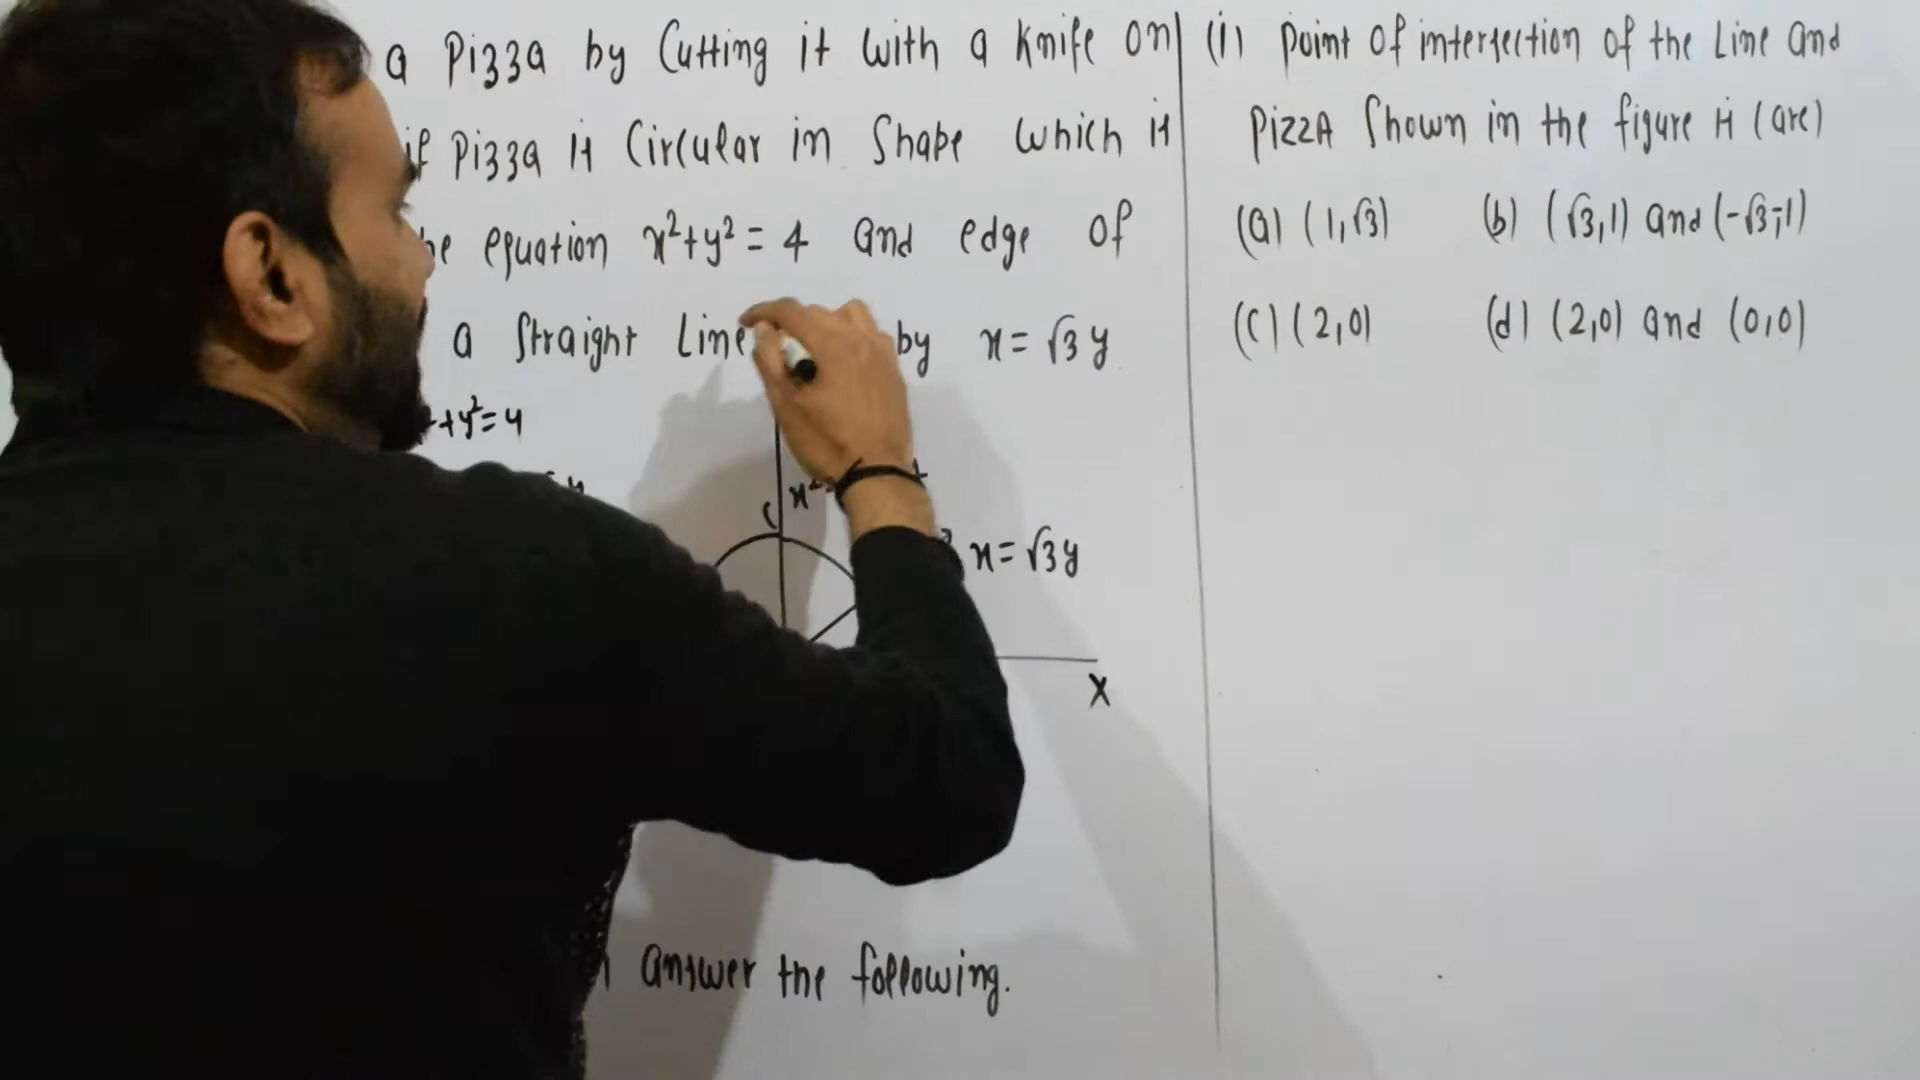 a Pizza by Cutting it with a Knife on
if Pizza is Circular in Shape which is
he equation x²+y² = 4 and edge of
a Straight Line by x = √3 y
+y²=4
C
x²
x = √3y
X
answer the following.
(i) Point of intersection of the Line and
PizzA Shown in the figure is (are)
(a) (1,√3) (b) (√3,1) and (-√3,-1)
(c) (2,0) (d) (2,0) and (0,0)